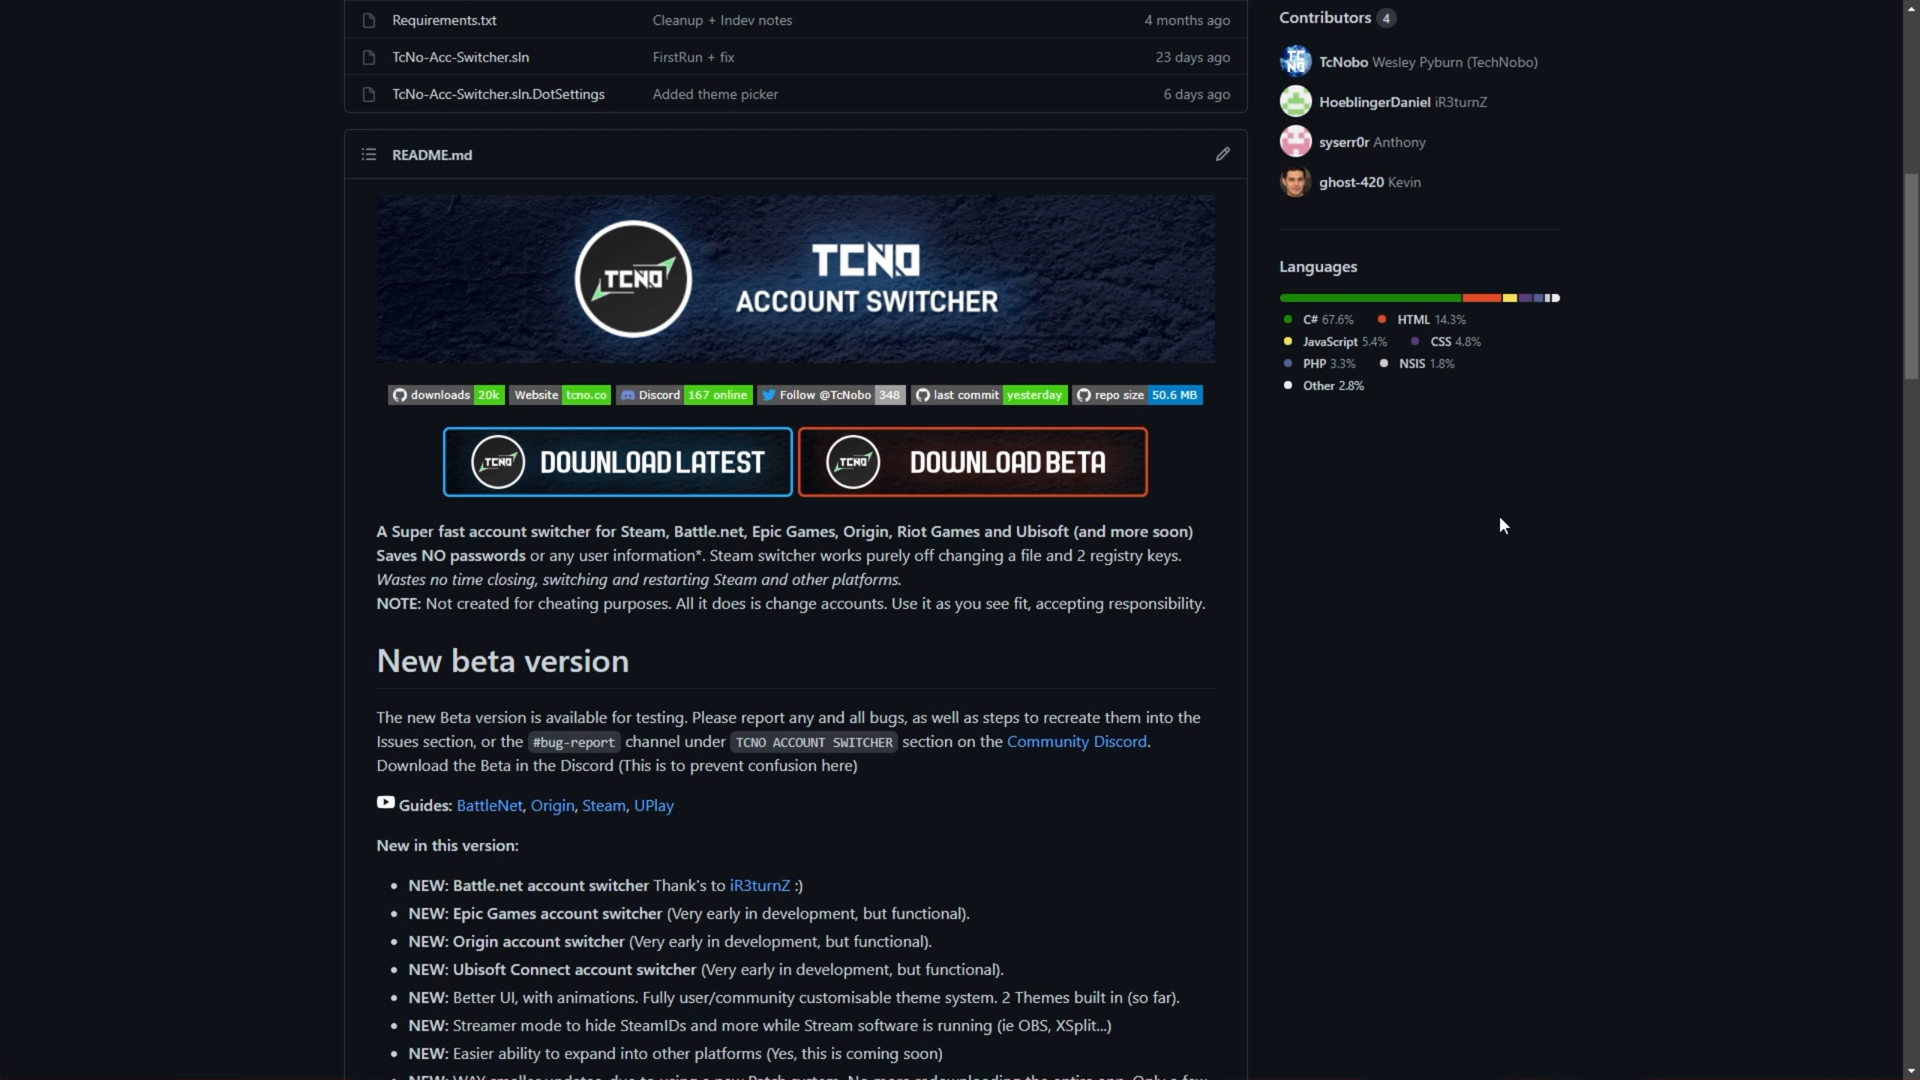 Requirements.txt Cleanup + Indev notes 4 months ago
TcNo-Acc-Switcher.sln FirstRun + fix 23 days ago
TcNo-Acc-Switcher.sln.DotSettings Added theme picker 6 days ago
README.md
TCNO
TCNO
ACCOUNT SWITCHER
downloads 20k Website tcno.co Discord 167 online Follow @TcNobo 348 last commit yesterday repo size 50.6 MB
TCNO DOWNLOAD LATEST TCNO DOWNLOAD BETA
A Super fast account switcher for Steam, Battle.net, Epic Games, Origin, Riot Games and Ubisoft (and more soon)
Saves NO passwords or any user information*. Steam switcher works purely off changing a file and 2 registry keys.
Wastes no time closing, switching and restarting Steam and other platforms.
NOTE: Not created for cheating purposes. All it does is change accounts. Use it as you see fit, accepting responsibility.
New beta version
The new Beta version is available for testing. Please report any and all bugs, as well as steps to recreate them into the
Issues section, or the #bug-report channel under TCNO ACCOUNT SWITCHER section on the Community Discord.
Download the Beta in the Discord (This is to prevent confusion here)
Guides: BattleNet, Origin, Steam, UPlay
New in this version:
• NEW: Battle.net account switcher Thank's to iR3turnZ :)
• NEW: Epic Games account switcher (Very early in development, but functional).
• NEW: Origin account switcher (Very early in development, but functional).
• NEW: Ubisoft Connect account switcher (Very early in development, but functional).
• NEW: Better UI, with animations. Fully user/community customisable theme system. 2 Themes built in (so far).
• NEW: Streamer mode to hide SteamIDs and more while Stream software is running (ie OBS, XSplit...)
• NEW: Easier ability to expand into other platforms (Yes, this is coming soon)
Contributors 4
TcNobo Wesley Pyburn (TechNobo)
HoeblingerDaniel iR3turnZ
syserr0r Anthony
ghost-420 Kevin
Languages
C# 67.6% HTML 14.3%
JavaScript 5.4% CSS 4.8%
PHP 3.3% NSIS 1.8%
Other 2.8%